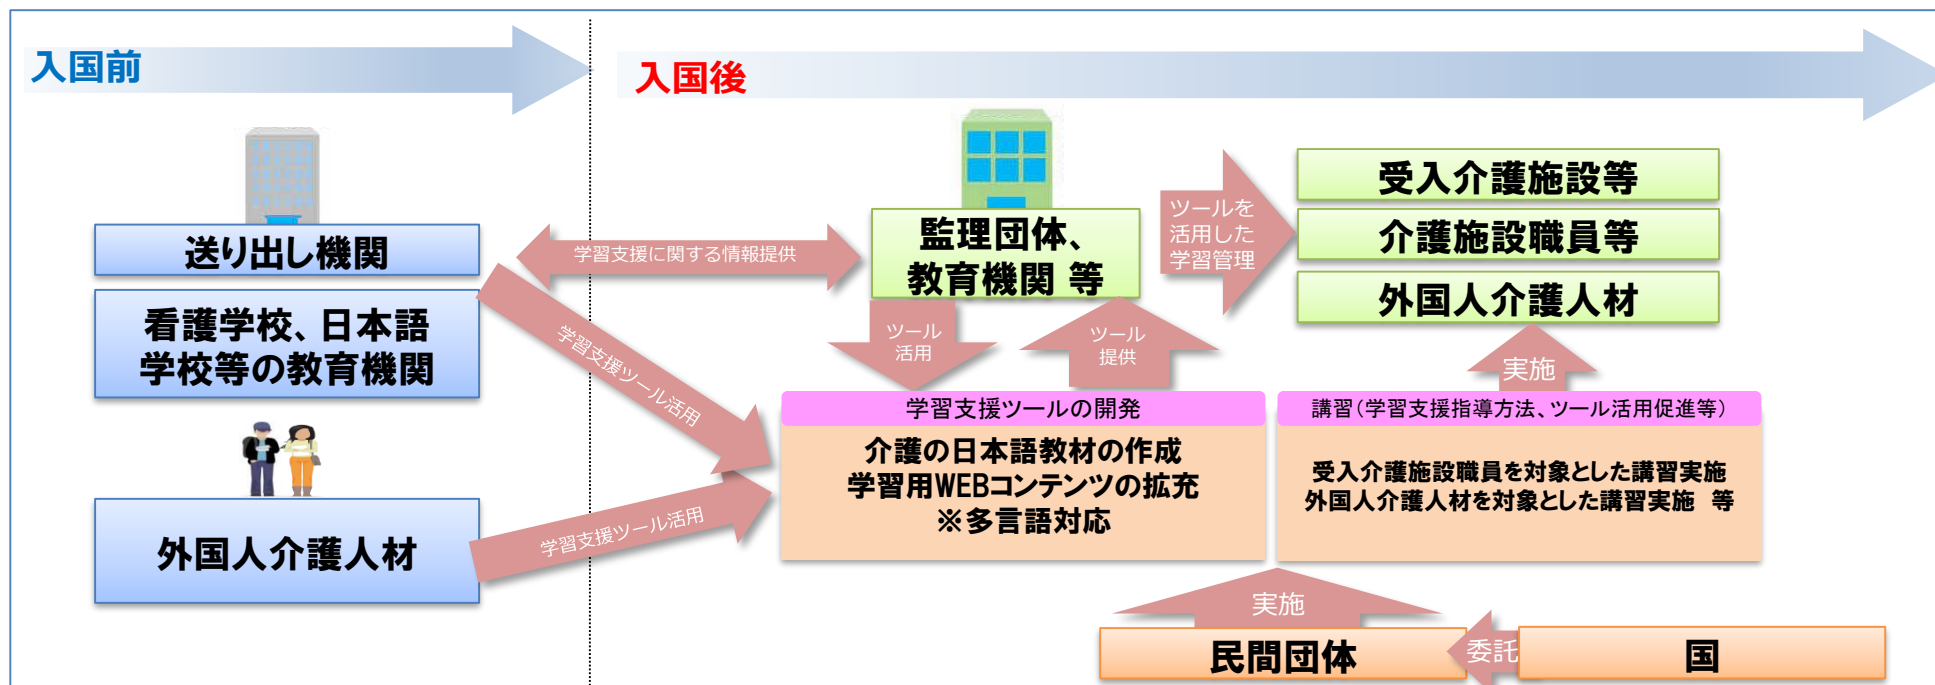 入国前
入国後
送り出し機関
看護学校、日本語
学校等の教育機関
外国人介護人材
学習支援に関する情報提供
学習支援ツール活用
学習支援ツール活用
監理団体、
教育機関 等
ツールを
活用した
学習管理
受入介護施設等
介護施設職員等
外国人介護人材
ツール
活用
ツール
提供
実施
学習支援ツールの開発
介護の日本語教材の作成
学習用WEBコンテンツの拡充
※多言語対応
講習(学習支援指導方法、ツール活用促進等)
受入介護施設職員を対象とした講習実施
外国人介護人材を対象とした講習実施 等
実施
民間団体
委託
国